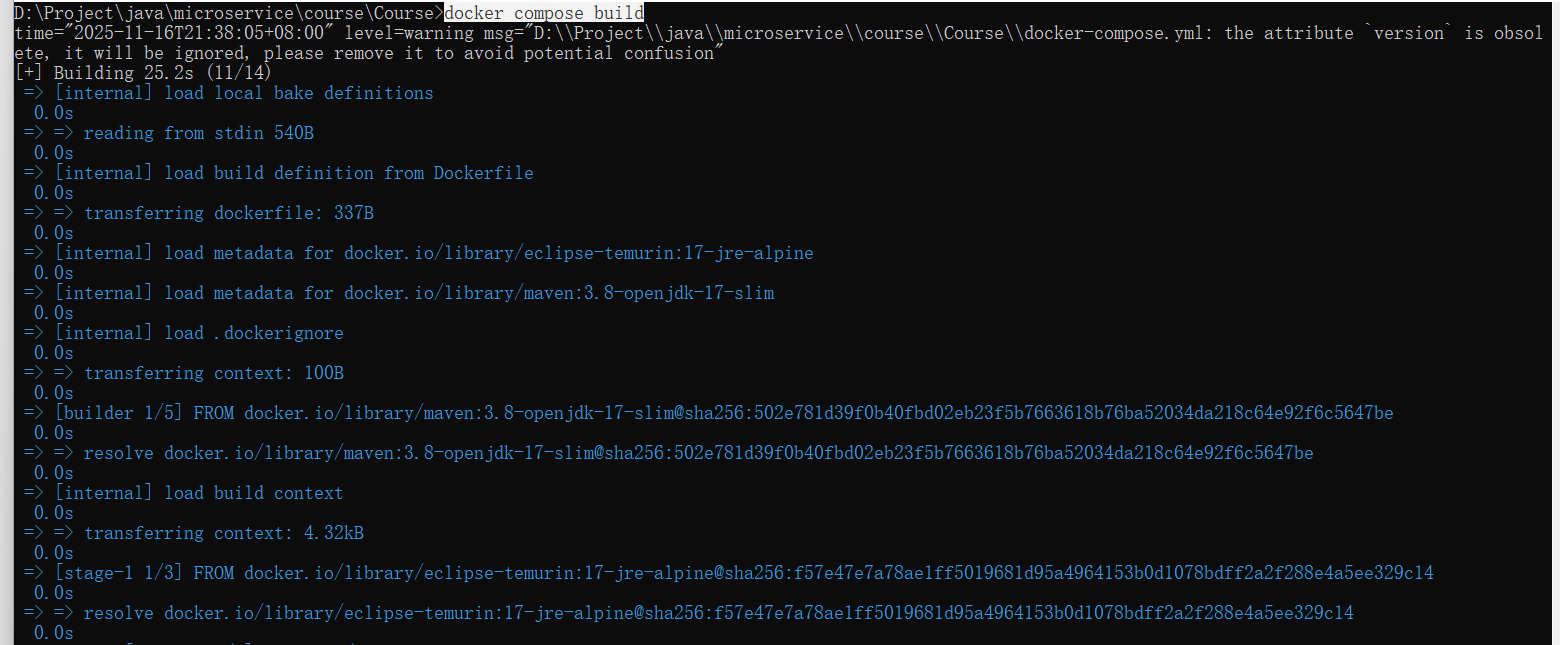 D:\Project\java\microservice\course\Course>docker compose build
time="2025-11-16T21:38:05+08:00" level=warning msg="D:\\Project\\java\\microservice\\course\\Course\\docker-compose.yml: the attribute `version` is obsol
ete, it will be ignored, please remove it to avoid potential confusion"
[+] Building 25.2s (11/14)
=> [internal] load local bake definitions
0.0s
=> => reading from stdin 540B
0.0s
=> [internal] load build definition from Dockerfile
0.0s
=> => transferring dockerfile: 337B
0.0s
=> [internal] load metadata for docker.io/library/eclipse-temurin:17-jre-alpine
0.0s
=> [internal] load metadata for docker.io/library/maven:3.8-openjdk-17-slim
0.0s
=> [internal] load .dockerignore
0.0s
=> => transferring context: 100B
0.0s
=> [builder 1/5] FROM docker.io/library/maven:3.8-openjdk-17-slim@sha256:502e781d39f0b40fbd02eb23f5b7663618b76ba52034da218c64e92f6c5647be
0.0s
=> => resolve docker.io/library/maven:3.8-openjdk-17-slim@sha256:502e781d39f0b40fbd02eb23f5b7663618b76ba52034da218c64e92f6c5647be
0.0s
=> [internal] load build context
0.0s
=> => transferring context: 4.32kB
0.0s
=> [stage-1 1/3] FROM docker.io/library/eclipse-temurin:17-jre-alpine@sha256:f57e47e7a78ae1ff5019681d95a4964153b0d1078bdff2a2f288e4a5ee329c14
0.0s
=> => resolve docker.io/library/eclipse-temurin:17-jre-alpine@sha256:f57e47e7a78ae1ff5019681d95a4964153b0d1078bdff2a2f288e4a5ee329c14
0.0s